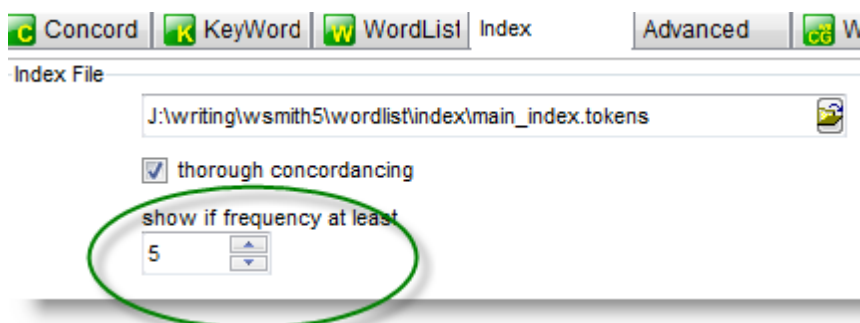 C Concord K KeyWord W WordList Index Advanced CG W
Index File
J:\writing\wsmith5\wordlist\index\main_index.tokens
thorough concordancing
show if frequency at least
5